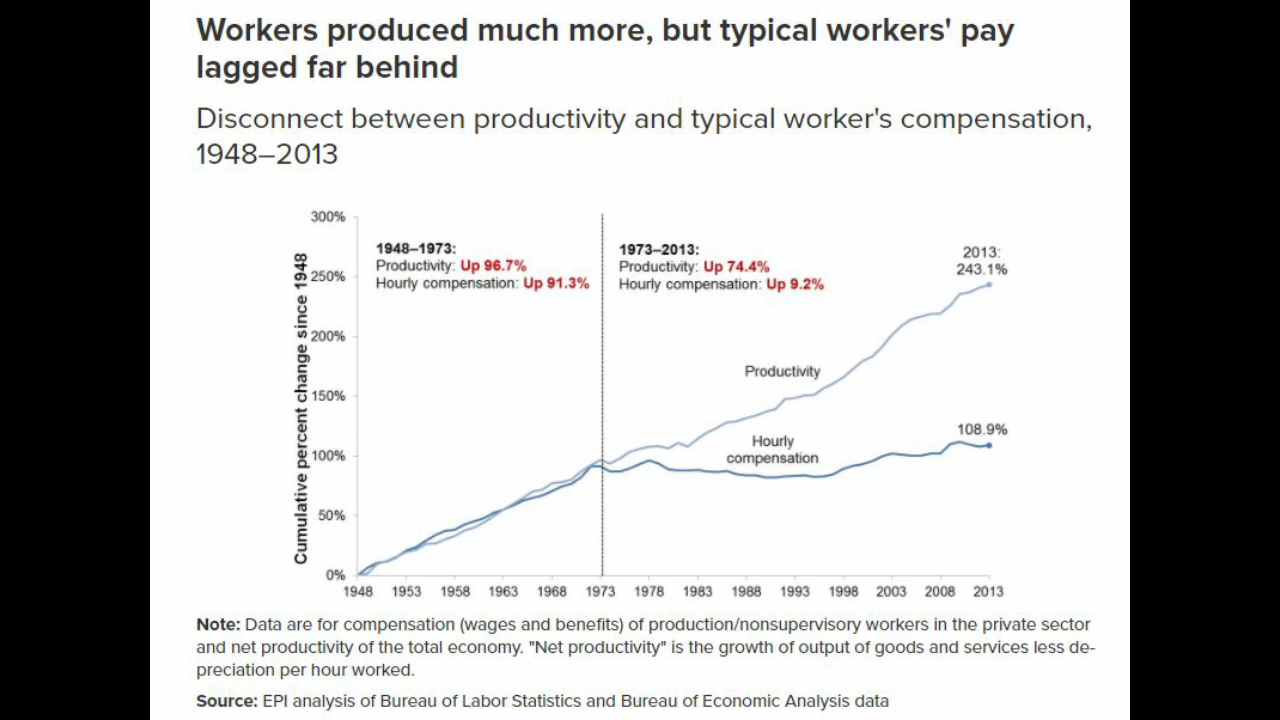 Workers produced much more, but typical workers' pay
lagged far behind
Disconnect between productivity and typical worker's compensation,
1948–2013
Cumulative percent change since 1948
300%
250%
200%
150%
100%
50%
0%
1948–1973:
Productivity: Up 96.7%
Hourly compensation: Up 91.3%
1973–2013:
Productivity: Up 74.4%
Hourly compensation: Up 9.2%
2013:
243.1%
Productivity
108.9%
Hourly
compensation
1948 1953 1958 1963 1968 1973 1978 1983 1988 1993 1998 2003 2008 2013
Note: Data are for compensation (wages and benefits) of production/nonsupervisory workers in the private sector
and net productivity of the total economy. "Net productivity" is the growth of output of goods and services less de-
preciation per hour worked.
Source: EPI analysis of Bureau of Labor Statistics and Bureau of Economic Analysis data